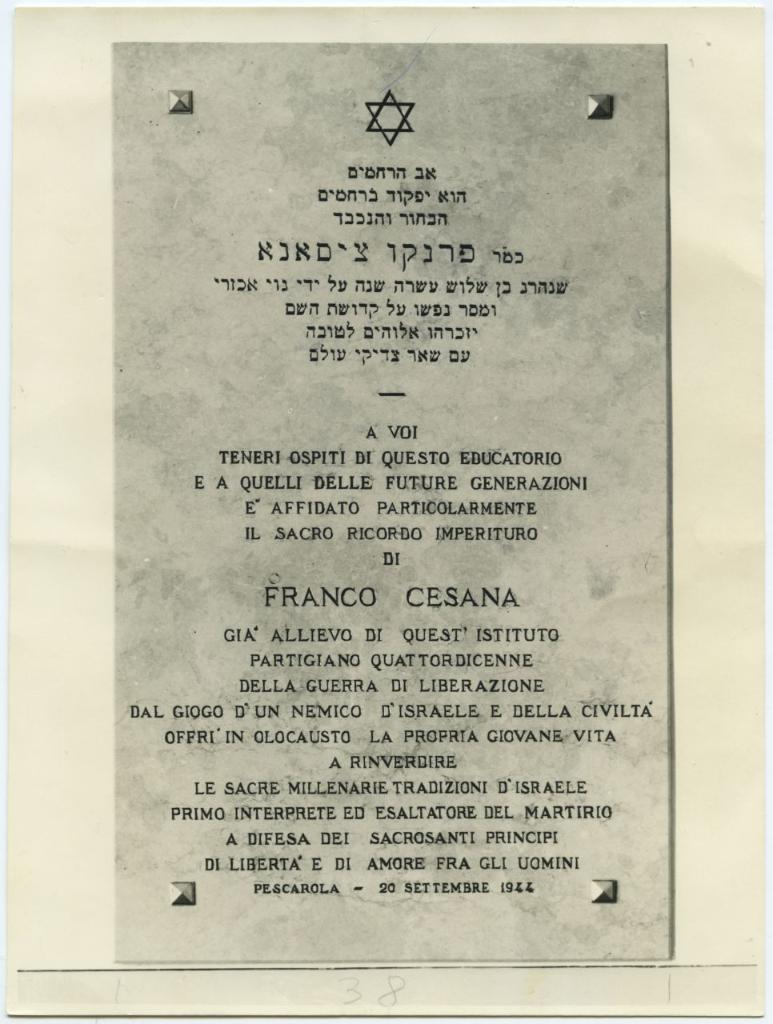 אב הרחמים
הוא יפקוד ברחמים
הבחור והנכבד
כמר פרנקו ציסאנא
שנהרג בן שלוש עשרה שנה על ידי גוי אכזרי
ומסר נפשו על קדושת השם
יזכרהו אלוהים לטובה
עם שאר צדיקי עולם
A VOI
TENERI OSPITI DI QUESTO EDUCATORIO
E A QUELLI DELLE FUTURE GENERAZIONI
E' AFFIDATO PARTICOLARMENTE
IL SACRO RICORDO IMPERITURO
DI
FRANCO CESANA
GIA' ALLIEVO DI QUEST' ISTITUTO
PARTIGIANO QUATTORDICENNE
DELLA GUERRA DI LIBERAZIONE
DAL GIOGO D'UN NEMICO D'ISRAELE E DELLA CIVILTA'
OFFRI' IN OLOCAUSTO LA PROPRIA GIOVANE VITA
A RINVERDIRE
LE SACRE MILLENARIE TRADIZIONI D'ISRAELE
PRIMO INTERPRETE ED ESALTATORE DEL MARTIRIO
A DIFESA DEI SACROSANTI PRINCIPI
DI LIBERTA' E DI AMORE FRA GLI UOMINI
PESCAROLA - 20 SETTEMBRE 1944
38